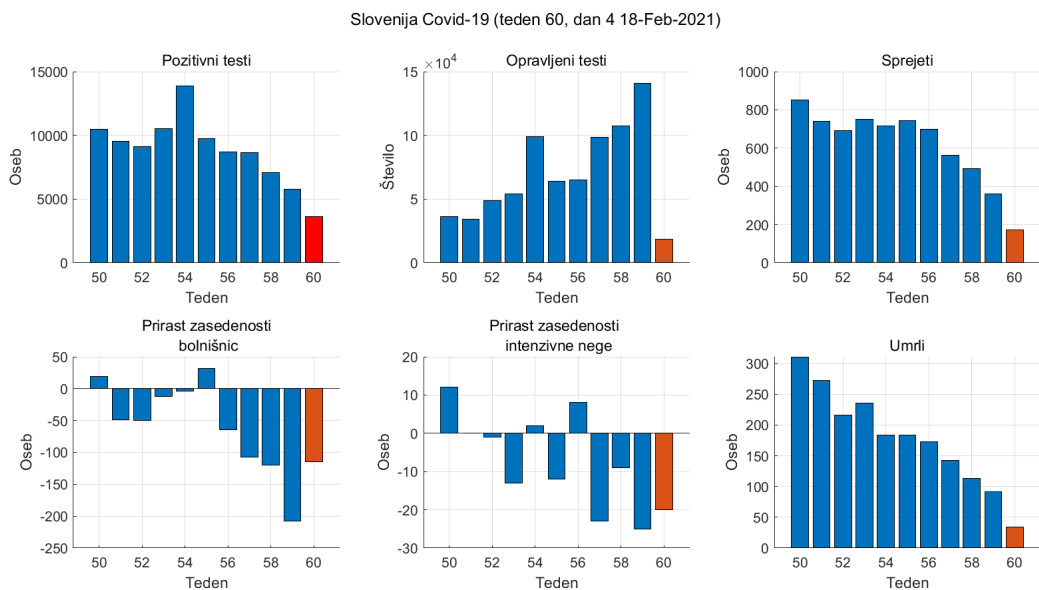 Slovenija Covid-19 (teden 60, dan 4 18-Feb-2021)
Pozitivni testi
15000
10000
5000
0
Oseb
50 52 54 56 58 60
Teden
Opravljeni testi
×10^4
15
10
5
0
Število
50 52 54 56 58 60
Teden
Sprejeti
1000
800
600
400
200
0
Oseb
50 52 54 56 58 60
Teden
Prirast zasedenosti
bolnišnic
50
0
-50
-100
-150
-200
-250
Oseb
50 52 54 56 58 60
Teden
Prirast zasedenosti
intenzivne nege
20
10
0
-10
-20
-30
Oseb
50 52 54 56 58 60
Teden
Umrli
300
250
200
150
100
50
0
Oseb
50 52 54 56 58 60
Teden